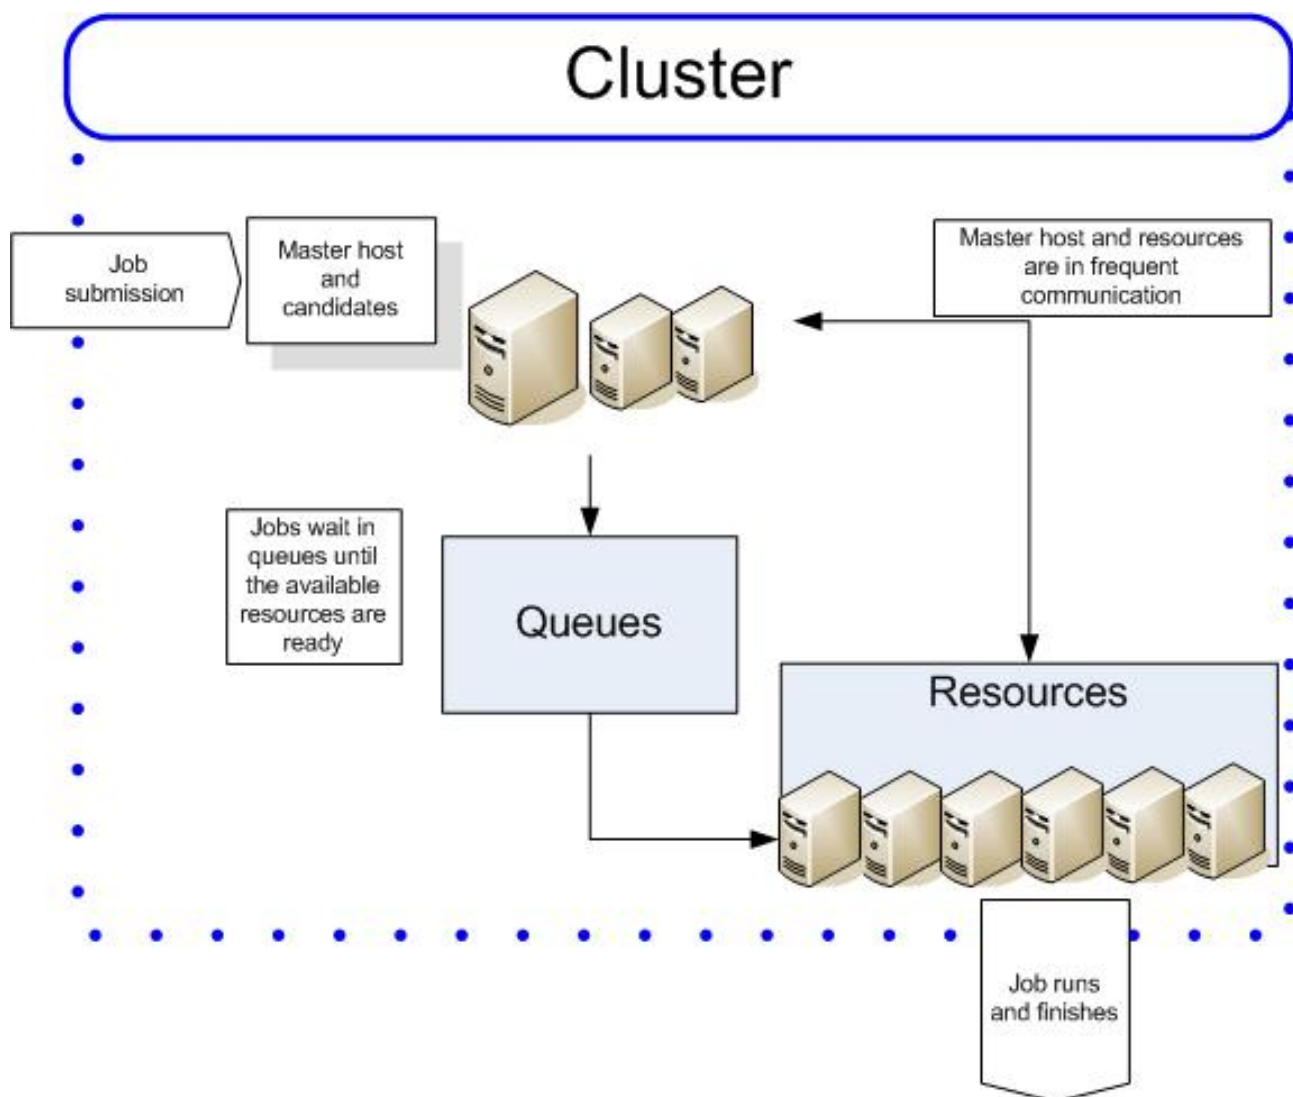 Cluster
Job
submission
Master host
and
candidates
Master host and resources
are in frequent
communication
Jobs wait in
queues until
the available
resources are
ready
Queues
Resources
Job runs
and finishes